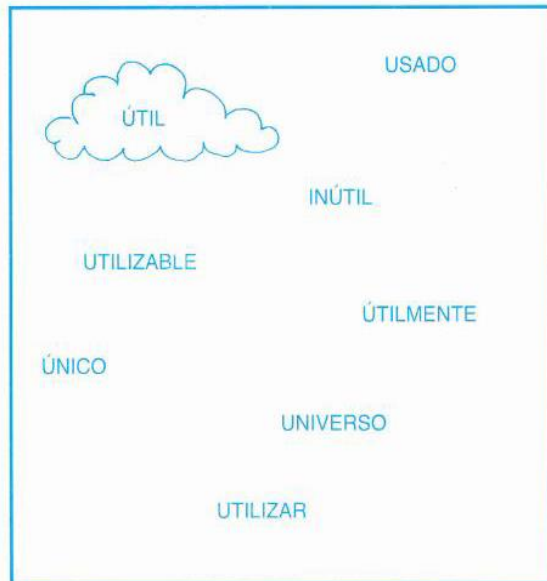 USADO
ÚTIL
INÚTIL
UTILIZABLE
ÚTILMENTE
ÚNICO
UNIVERSO
UTILIZAR